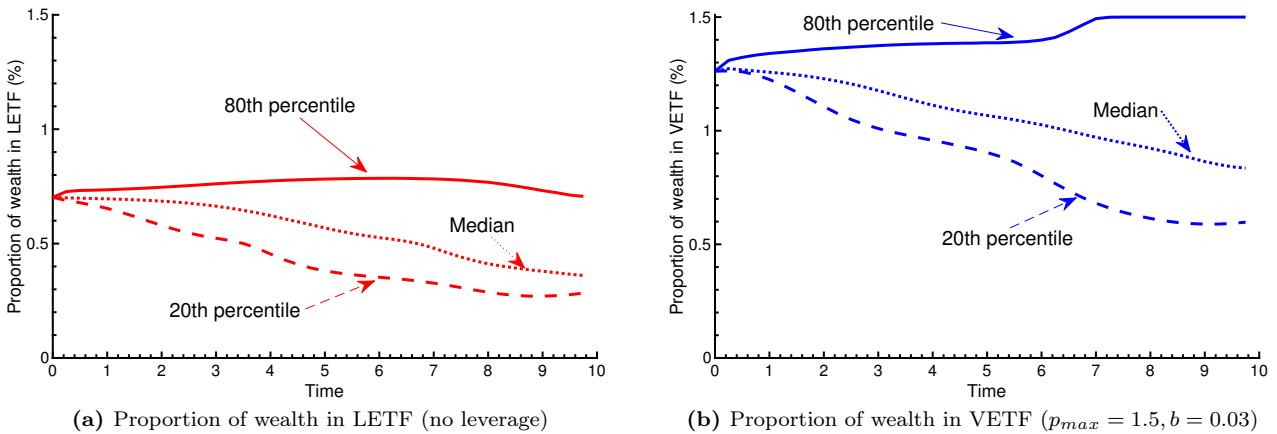 1.5
1
0.5
0
Proportion of wealth in LETF (%)
80th percentile
Median
20th percentile
0 1 2 3 4 5 6 7 8 9 10
Time
(a) Proportion of wealth in LETF (no leverage)
1.5
1
0.5
0
Proportion of wealth in VETF (%)
80th percentile
Median
20th percentile
0 1 2 3 4 5 6 7 8 9 10
Time
(b) Proportion of wealth in VETF (p_{max} = 1.5, b = 0.03)